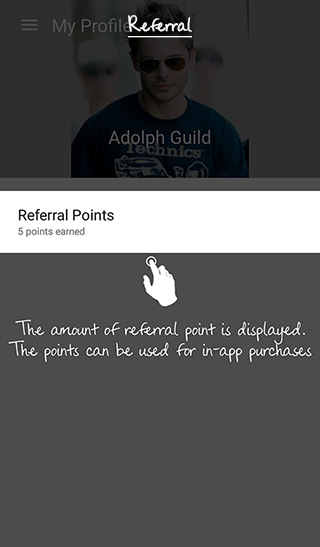 My Profile
Referral
Adolph Guild
Technics
Referral Points
5 points earned
The amount of referral point is displayed.
The points can be used for in-app purchases